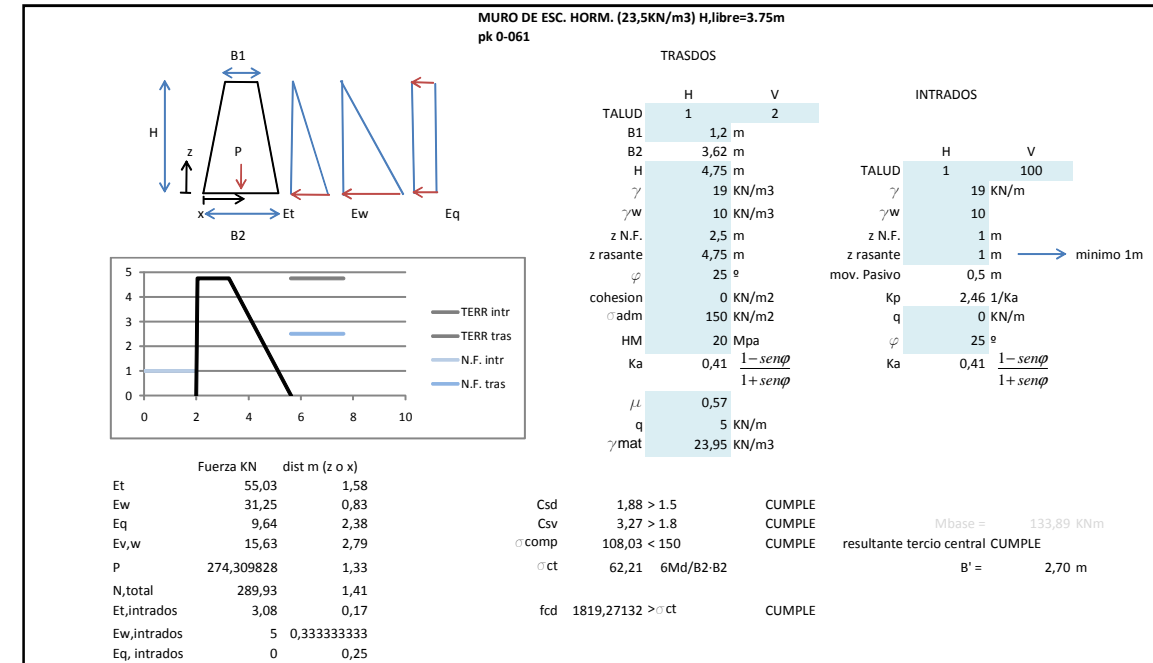 MURO DE ESC. HORM. (23,5KN/m3) H,libre=3.75m
pk 0-061
B1
H
z
P
x
Et
Ew
Eq
B2
TRASDOS
H V
TALUD 1 2
B1 1,2 m
B2 3,62 m
H 4,75 m
γ 19 KN/m3
γw 10 KN/m3
z N.F. 2,5 m
z rasante 4,75 m
φ 25 º
cohesion 0 KN/m2
σadm 150 KN/m2
HM 20 Mpa
Ka 0,41 1−senφ
1+senφ
μ 0,57
q 5 KN/m
γmat 23,95 KN/m3
INTRADOS
H V
TALUD 1 100
γ 19 KN/m
γw 10
z N.F. 1 m
z rasante 1 m minimo 1m
mov. Pasivo 0,5 m
Kp 2,46 1/Ka
q 0 KN/m
φ 25 º
Ka 0,41 1−senφ
1+senφ
5
4
3
2
1
0
0 2 4 6 8 10
TERR intr
TERR tras
N.F. intr
N.F. tras
Fuerza KN dist m (z o x)
Et 55,03 1,58
Ew 31,25 0,83
Eq 9,64 2,38
Ev,w 15,63 2,79
P 274,309828 1,33
N,total 289,93 1,41
Et,intrados 3,08 0,17
Ew,intrados 5 0,333333333
Eq, intrados 0 0,25
Csd 1,88 > 1.5 CUMPLE
Csv 3,27 > 1.8 CUMPLE
σcomp 108,03 < 150 CUMPLE
σct 62,21 6Md/B2·B2
fcd 1819,27132 >σct CUMPLE
Mbase = 133,89 KNm
resultante tercio central CUMPLE
B' = 2,70 m